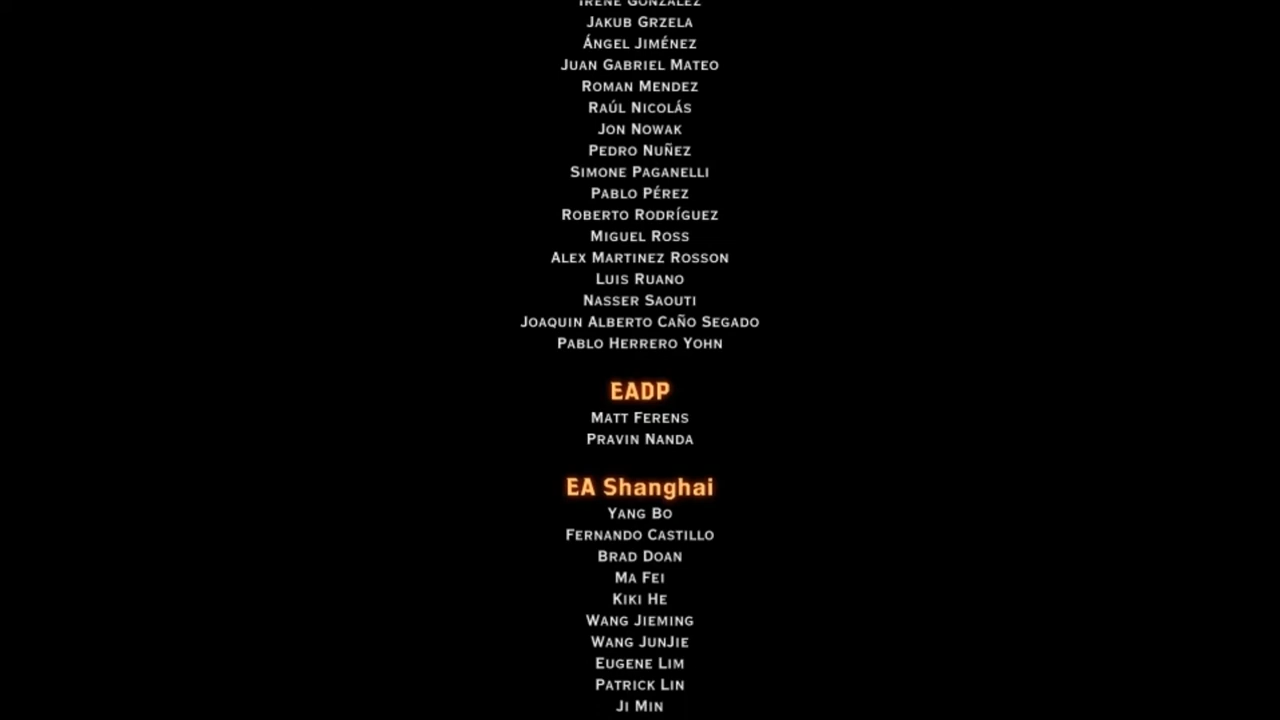 Irene Gonzalez
Jakub Grzela
Ángel Jiménez
Juan Gabriel Mateo
Roman Mendez
Raúl Nicolás
Jon Nowak
Pedro Nuñez
Simone Paganelli
Pablo Pérez
Roberto Rodríguez
Miguel Ross
Alex Martinez Rosson
Luis Ruano
Nasser Saouti
Joaquin Alberto Caño Segado
Pablo Herrero Yohn
EADP
Matt Ferens
Pravin Nanda
EA Shanghai
Yang Bo
Fernando Castillo
Brad Doan
Ma Fei
Kiki He
Wang Jieming
Wang JunJie
Eugene Lim
Patrick Lin
Ji Min